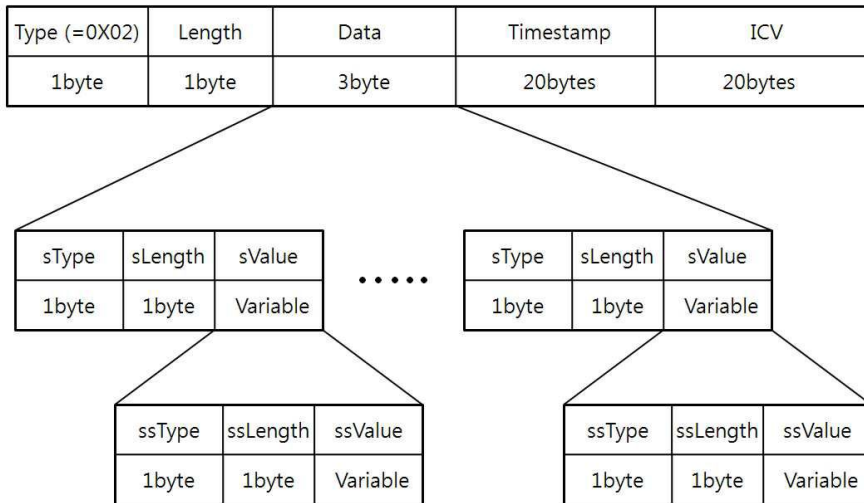 Type (=0X02) Length Data Timestamp ICV
1byte 1byte 3byte 20bytes 20bytes
sType sLength sValue ••••• sType sLength sValue
1byte 1byte Variable 1byte 1byte Variable
ssType ssLength ssValue ssType ssLength ssValue
1byte 1byte Variable 1byte 1byte Variable